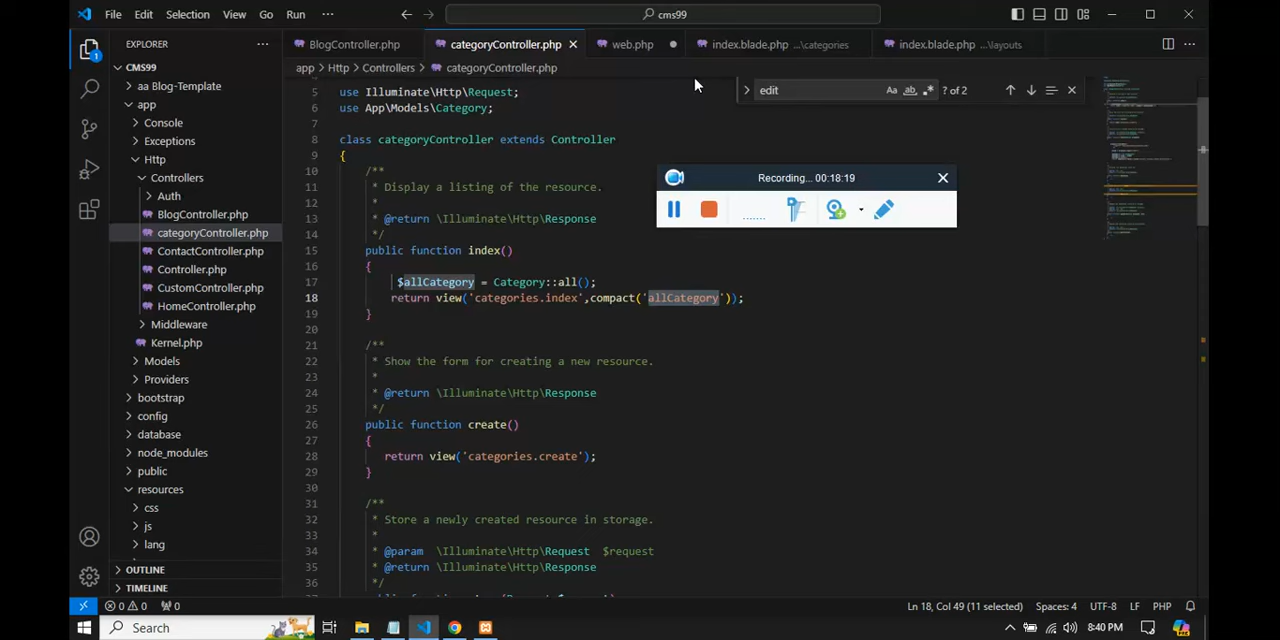 File Edit Selection View Go Run ··· cms99
EXPLORER ···
BlogController.php categoryController.php web.php index.blade.php ...\categories index.blade.php ...\layouts
app > Http > Controllers > categoryController.php
edit Aa ab .* ? of 2
Recording... 00:18:19
CMS99
aa Blog-Template
app
Console
Exceptions
Http
Controllers
Auth
BlogController.php
categoryController.php
ContactController.php
Controller.php
CustomController.php
HomeController.php
Middleware
Kernel.php
Models
Providers
bootstrap
config
database
node_modules
public
resources
css
js
lang
OUTLINE
TIMELINE
5 use Illuminate\Http\Request;
6 use App\Models\Category;
7
8 class categoryController extends Controller
9 {
10 /**
11 * Display a listing of the resource.
12 *
13 * @return \Illuminate\Http\Response
14 */
15 public function index()
16 {
17 $allCategory = Category::all();
18 return view('categories.index',compact('allCategory'));
19 }
20
21 /**
22 * Show the form for creating a new resource.
23 *
24 * @return \Illuminate\Http\Response
25 */
26 public function create()
27 {
28 return view('categories.create');
29 }
30
31 /**
32 * Store a newly created resource in storage.
33 *
34 * @param \Illuminate\Http\Request $request
35 * @return \Illuminate\Http\Response
36 */
0 0 0 Ln 18, Col 49 (11 selected) Spaces: 4 UTF-8 LF PHP
Search 8:40 PM